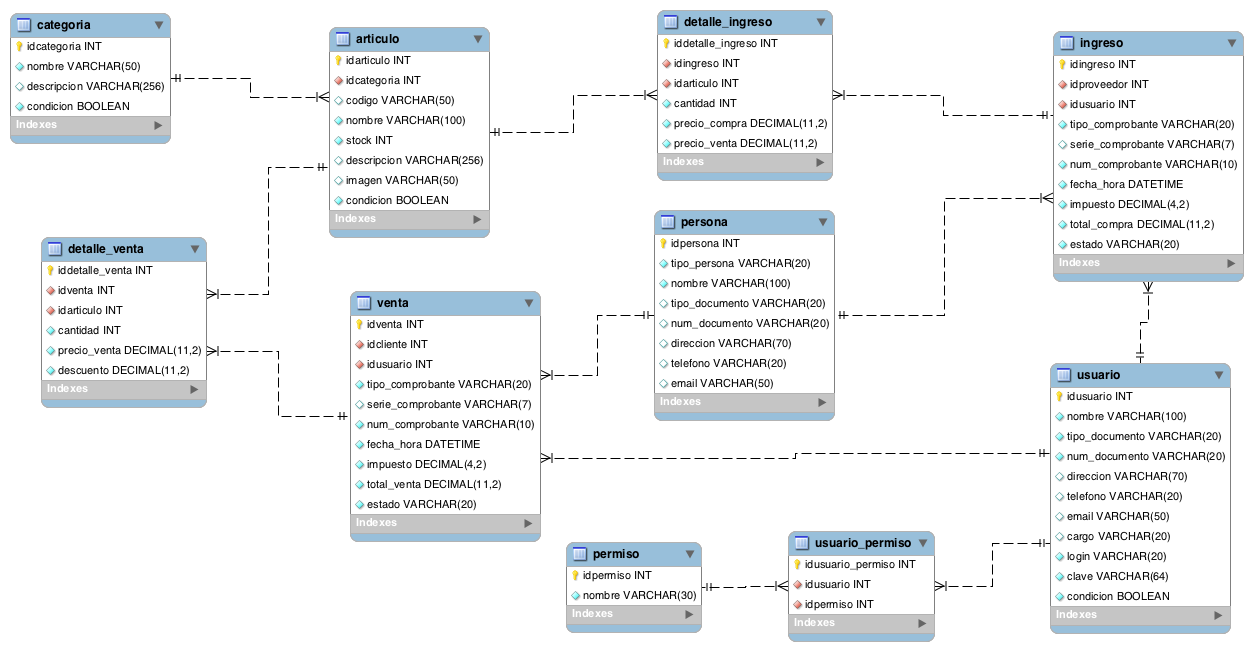 categoria
idcategoria INT
nombre VARCHAR(50)
descripcion VARCHAR(256)
condicion BOOLEAN
Indexes
articulo
idarticulo INT
idcategoria INT
codigo VARCHAR(50)
nombre VARCHAR(100)
stock INT
descripcion VARCHAR(256)
imagen VARCHAR(50)
condicion BOOLEAN
Indexes
detalle_ingreso
iddetalle_ingreso INT
idingreso INT
idarticulo INT
cantidad INT
precio_compra DECIMAL(11,2)
precio_venta DECIMAL(11,2)
Indexes
ingreso
idingreso INT
idproveedor INT
idusuario INT
tipo_comprobante VARCHAR(20)
serie_comprobante VARCHAR(7)
num_comprobante VARCHAR(10)
fecha_hora DATETIME
impuesto DECIMAL(4,2)
total_compra DECIMAL(11,2)
estado VARCHAR(20)
Indexes
detalle_venta
iddetalle_venta INT
idventa INT
idarticulo INT
cantidad INT
precio_venta DECIMAL(11,2)
descuento DECIMAL(11,2)
Indexes
venta
idventa INT
idcliente INT
idusuario INT
tipo_comprobante VARCHAR(20)
serie_comprobante VARCHAR(7)
num_comprobante VARCHAR(10)
fecha_hora DATETIME
impuesto DECIMAL(4,2)
total_venta DECIMAL(11,2)
estado VARCHAR(20)
Indexes
persona
idpersona INT
tipo_persona VARCHAR(20)
nombre VARCHAR(100)
tipo_documento VARCHAR(20)
num_documento VARCHAR(20)
direccion VARCHAR(70)
telefono VARCHAR(20)
email VARCHAR(50)
Indexes
usuario
idusuario INT
nombre VARCHAR(100)
tipo_documento VARCHAR(20)
num_documento VARCHAR(20)
direccion VARCHAR(70)
telefono VARCHAR(20)
email VARCHAR(50)
cargo VARCHAR(20)
login VARCHAR(20)
clave VARCHAR(64)
condicion BOOLEAN
Indexes
permiso
idpermiso INT
nombre VARCHAR(30)
Indexes
usuario_permiso
idusuario_permiso INT
idusuario INT
idpermiso INT
Indexes